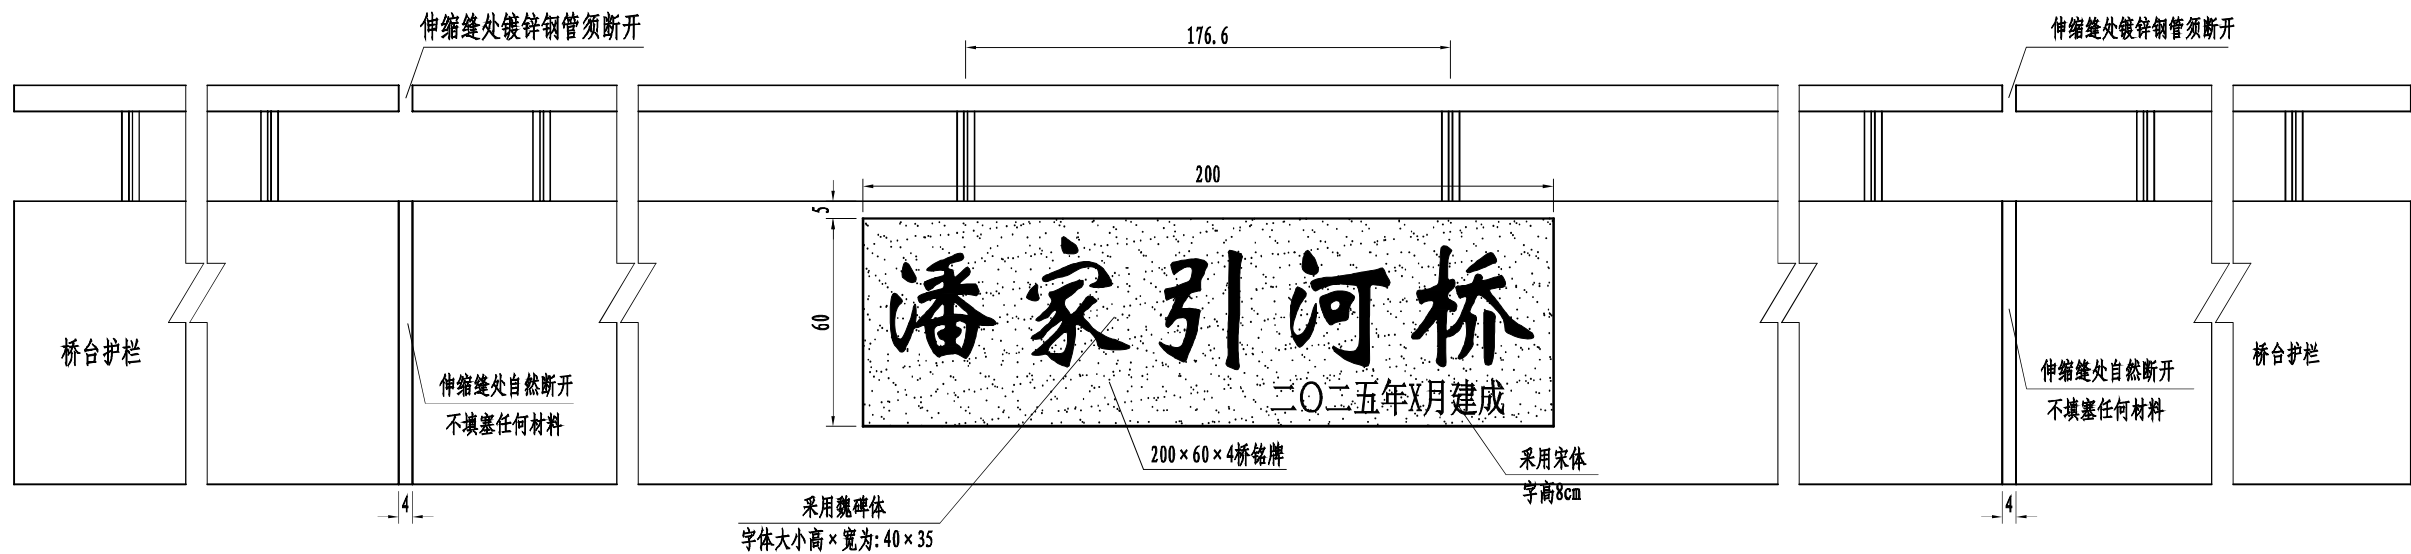 伸缩缝处镀锌钢管须断开
176.6
伸缩缝处镀锌钢管须断开
200
5
60
潘家引河桥
二〇二五年X月建成
桥台护栏
伸缩缝处自然断开
不填塞任何材料
伸缩缝处自然断开
不填塞任何材料
桥台护栏
200×60×4桥铭牌
采用宋体
字高8cm
采用魏碑体
字体大小高×宽为:40×35
4
4